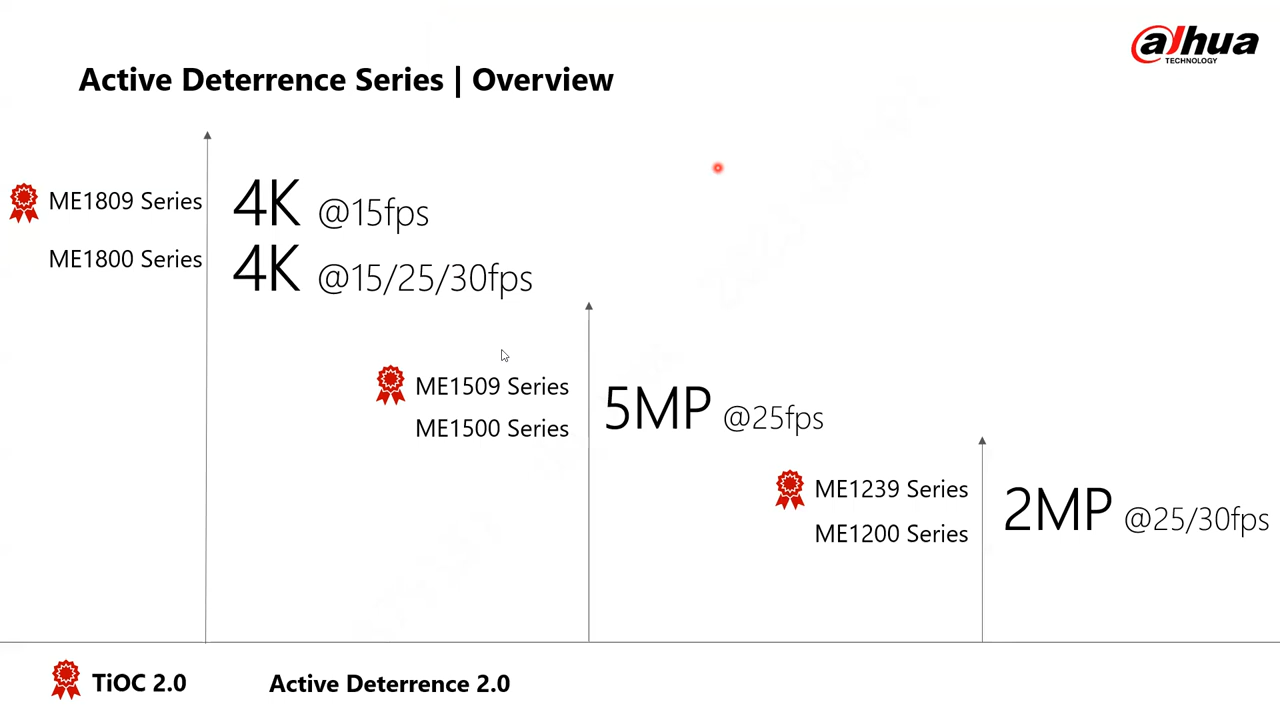 alhua
TECHNOLOGY
Active Deterrence Series | Overview
ME1809 Series
4K @15fps
ME1800 Series
4K @15/25/30fps
ME1509 Series
ME1500 Series
5MP @25fps
ME1239 Series
ME1200 Series
2MP @25/30fps
TiOC 2.0
Active Deterrence 2.0